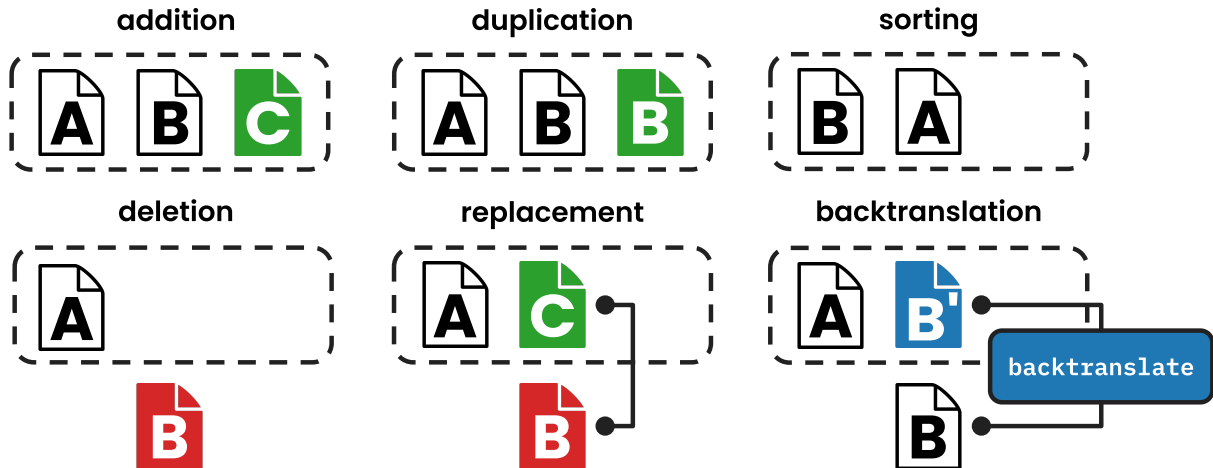 addition
A B C
duplication
A B B
sorting
B A
deletion
A
B
replacement
A C
B
backtranslation
A B'
backtranslate
B